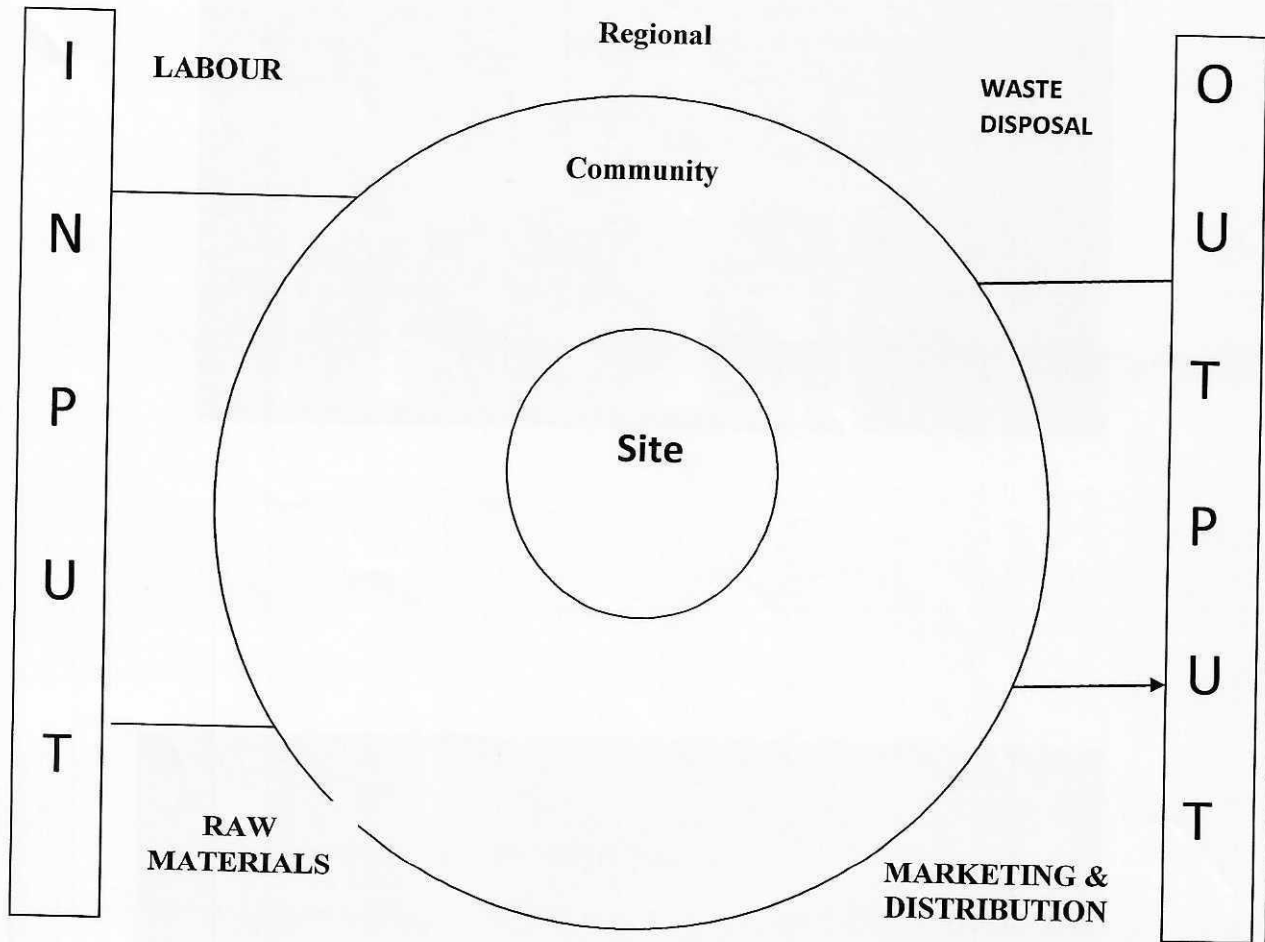 I
N
P
U
T
LABOUR
Regional
Community
Site
RAW
MATERIALS
WASTE
DISPOSAL
MARKETING &
DISTRIBUTION
O
U
T
P
U
T